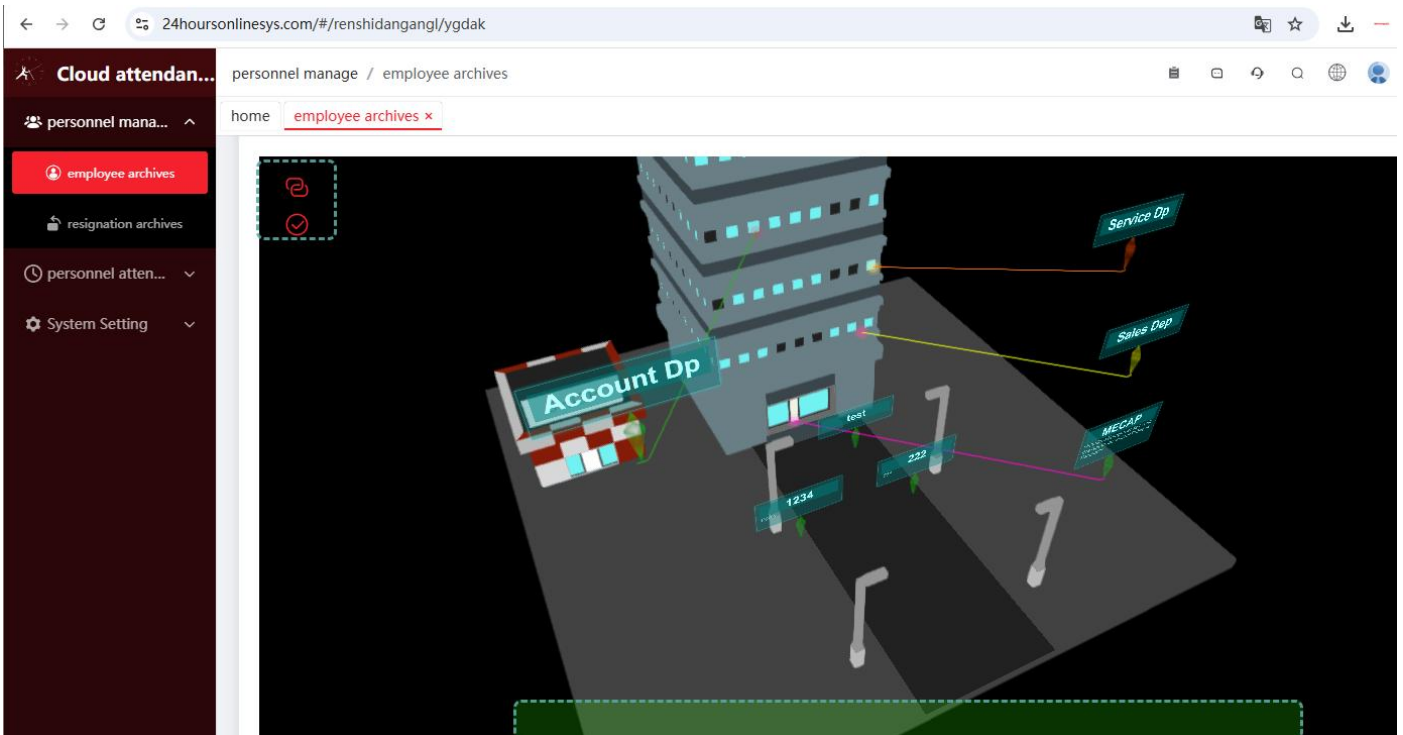 24hoursonlinesys.com/#/renshidangangl/ygdak
Cloud attendan...
personnel manage / employee archives
personnel mana...
home
employee archives ×
employee archives
resignation archives
personnel atten...
System Setting
Service Dp
Sales Dep
Account Dp
test
MECAP
222
1234